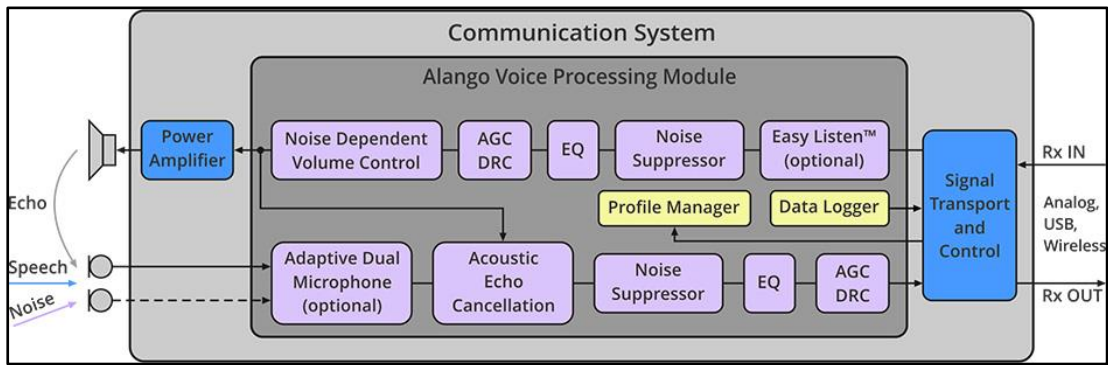 Communication System
Alango Voice Processing Module
Power
Amplifier
Noise Dependent
Volume Control
AGC
DRC
EQ
Noise
Suppressor
Easy Listen™
(optional)
Rx IN
Echo
Profile Manager
Data Logger
Signal
Transport
and
Control
Analog,
USB,
Wireless
Speech
Noise
Adaptive Dual
Microphone
(optional)
Acoustic
Echo
Cancellation
Noise
Suppressor
EQ
AGC
DRC
Rx OUT